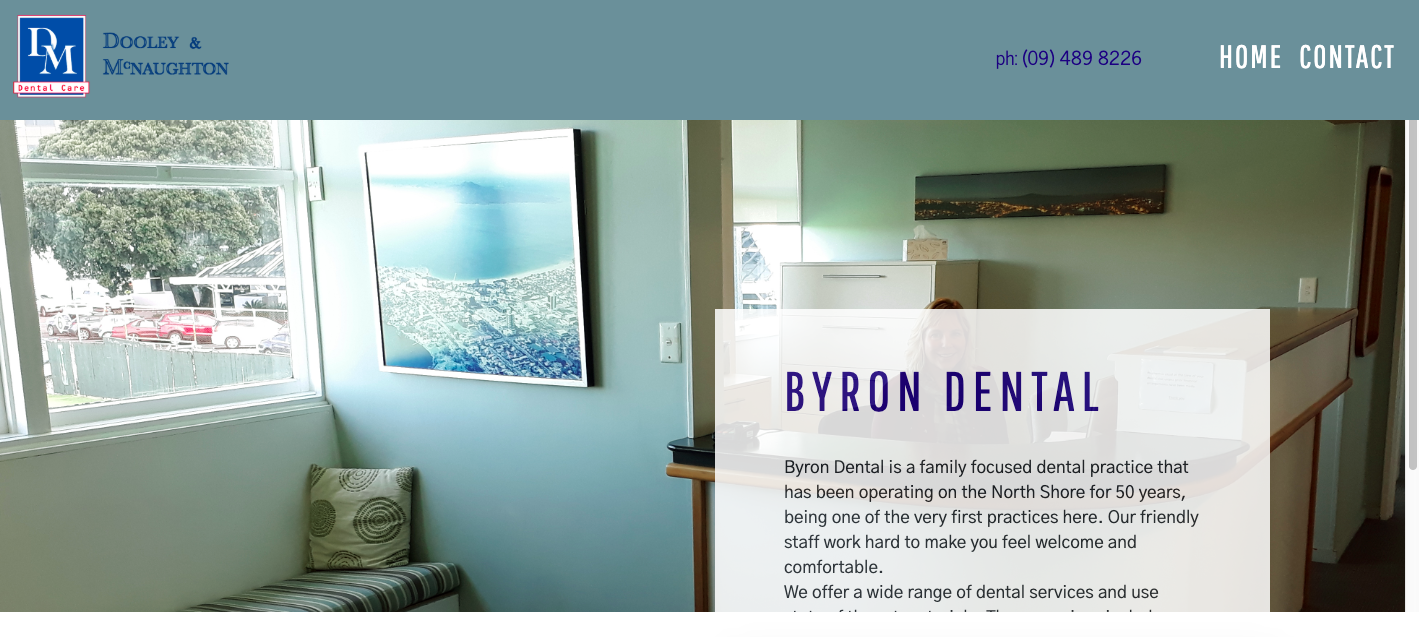 DM
Dental Care
DOOLEY &
McNAUGHTON
ph: (09) 489 8226
HOME CONTACT
BYRON DENTAL
Byron Dental is a family focused dental practice that
has been operating on the North Shore for 50 years,
being one of the very first practices here. Our friendly
staff work hard to make you feel welcome and
comfortable.
We offer a wide range of dental services and use